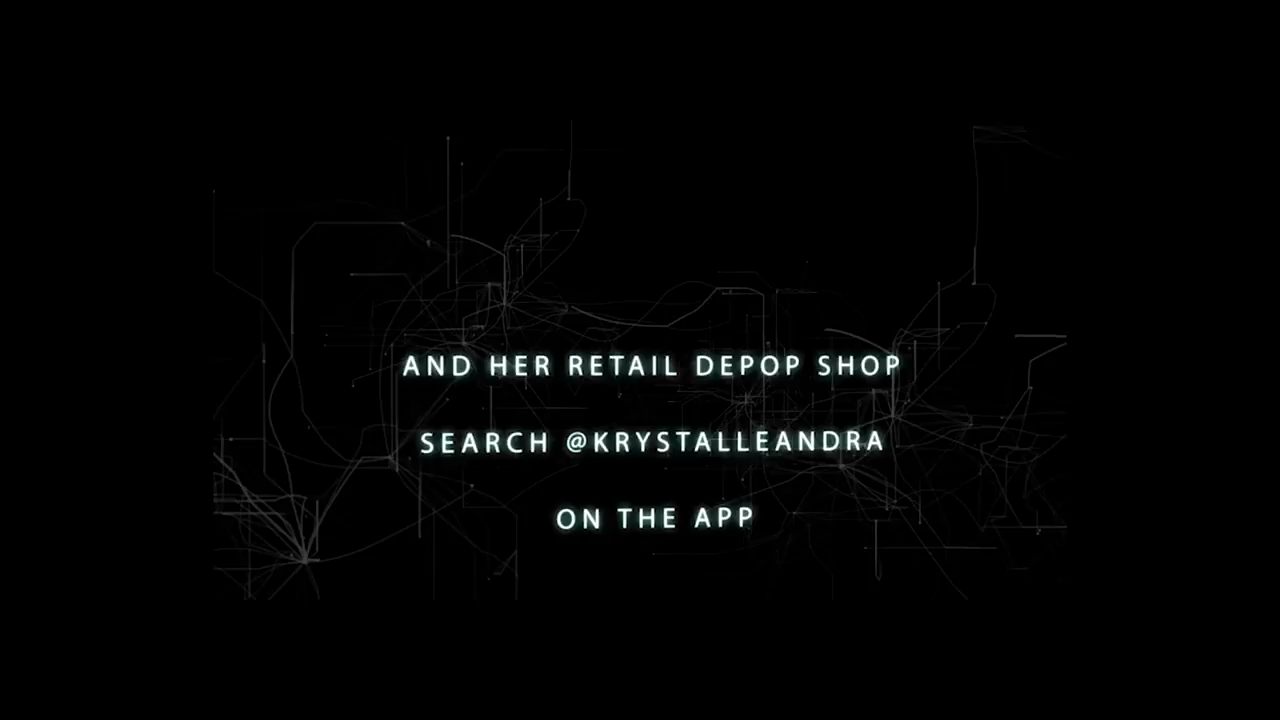 AND HER RETAIL DEPOP SHOP
SEARCH @KRYSTALLEANDRA
ON THE APP